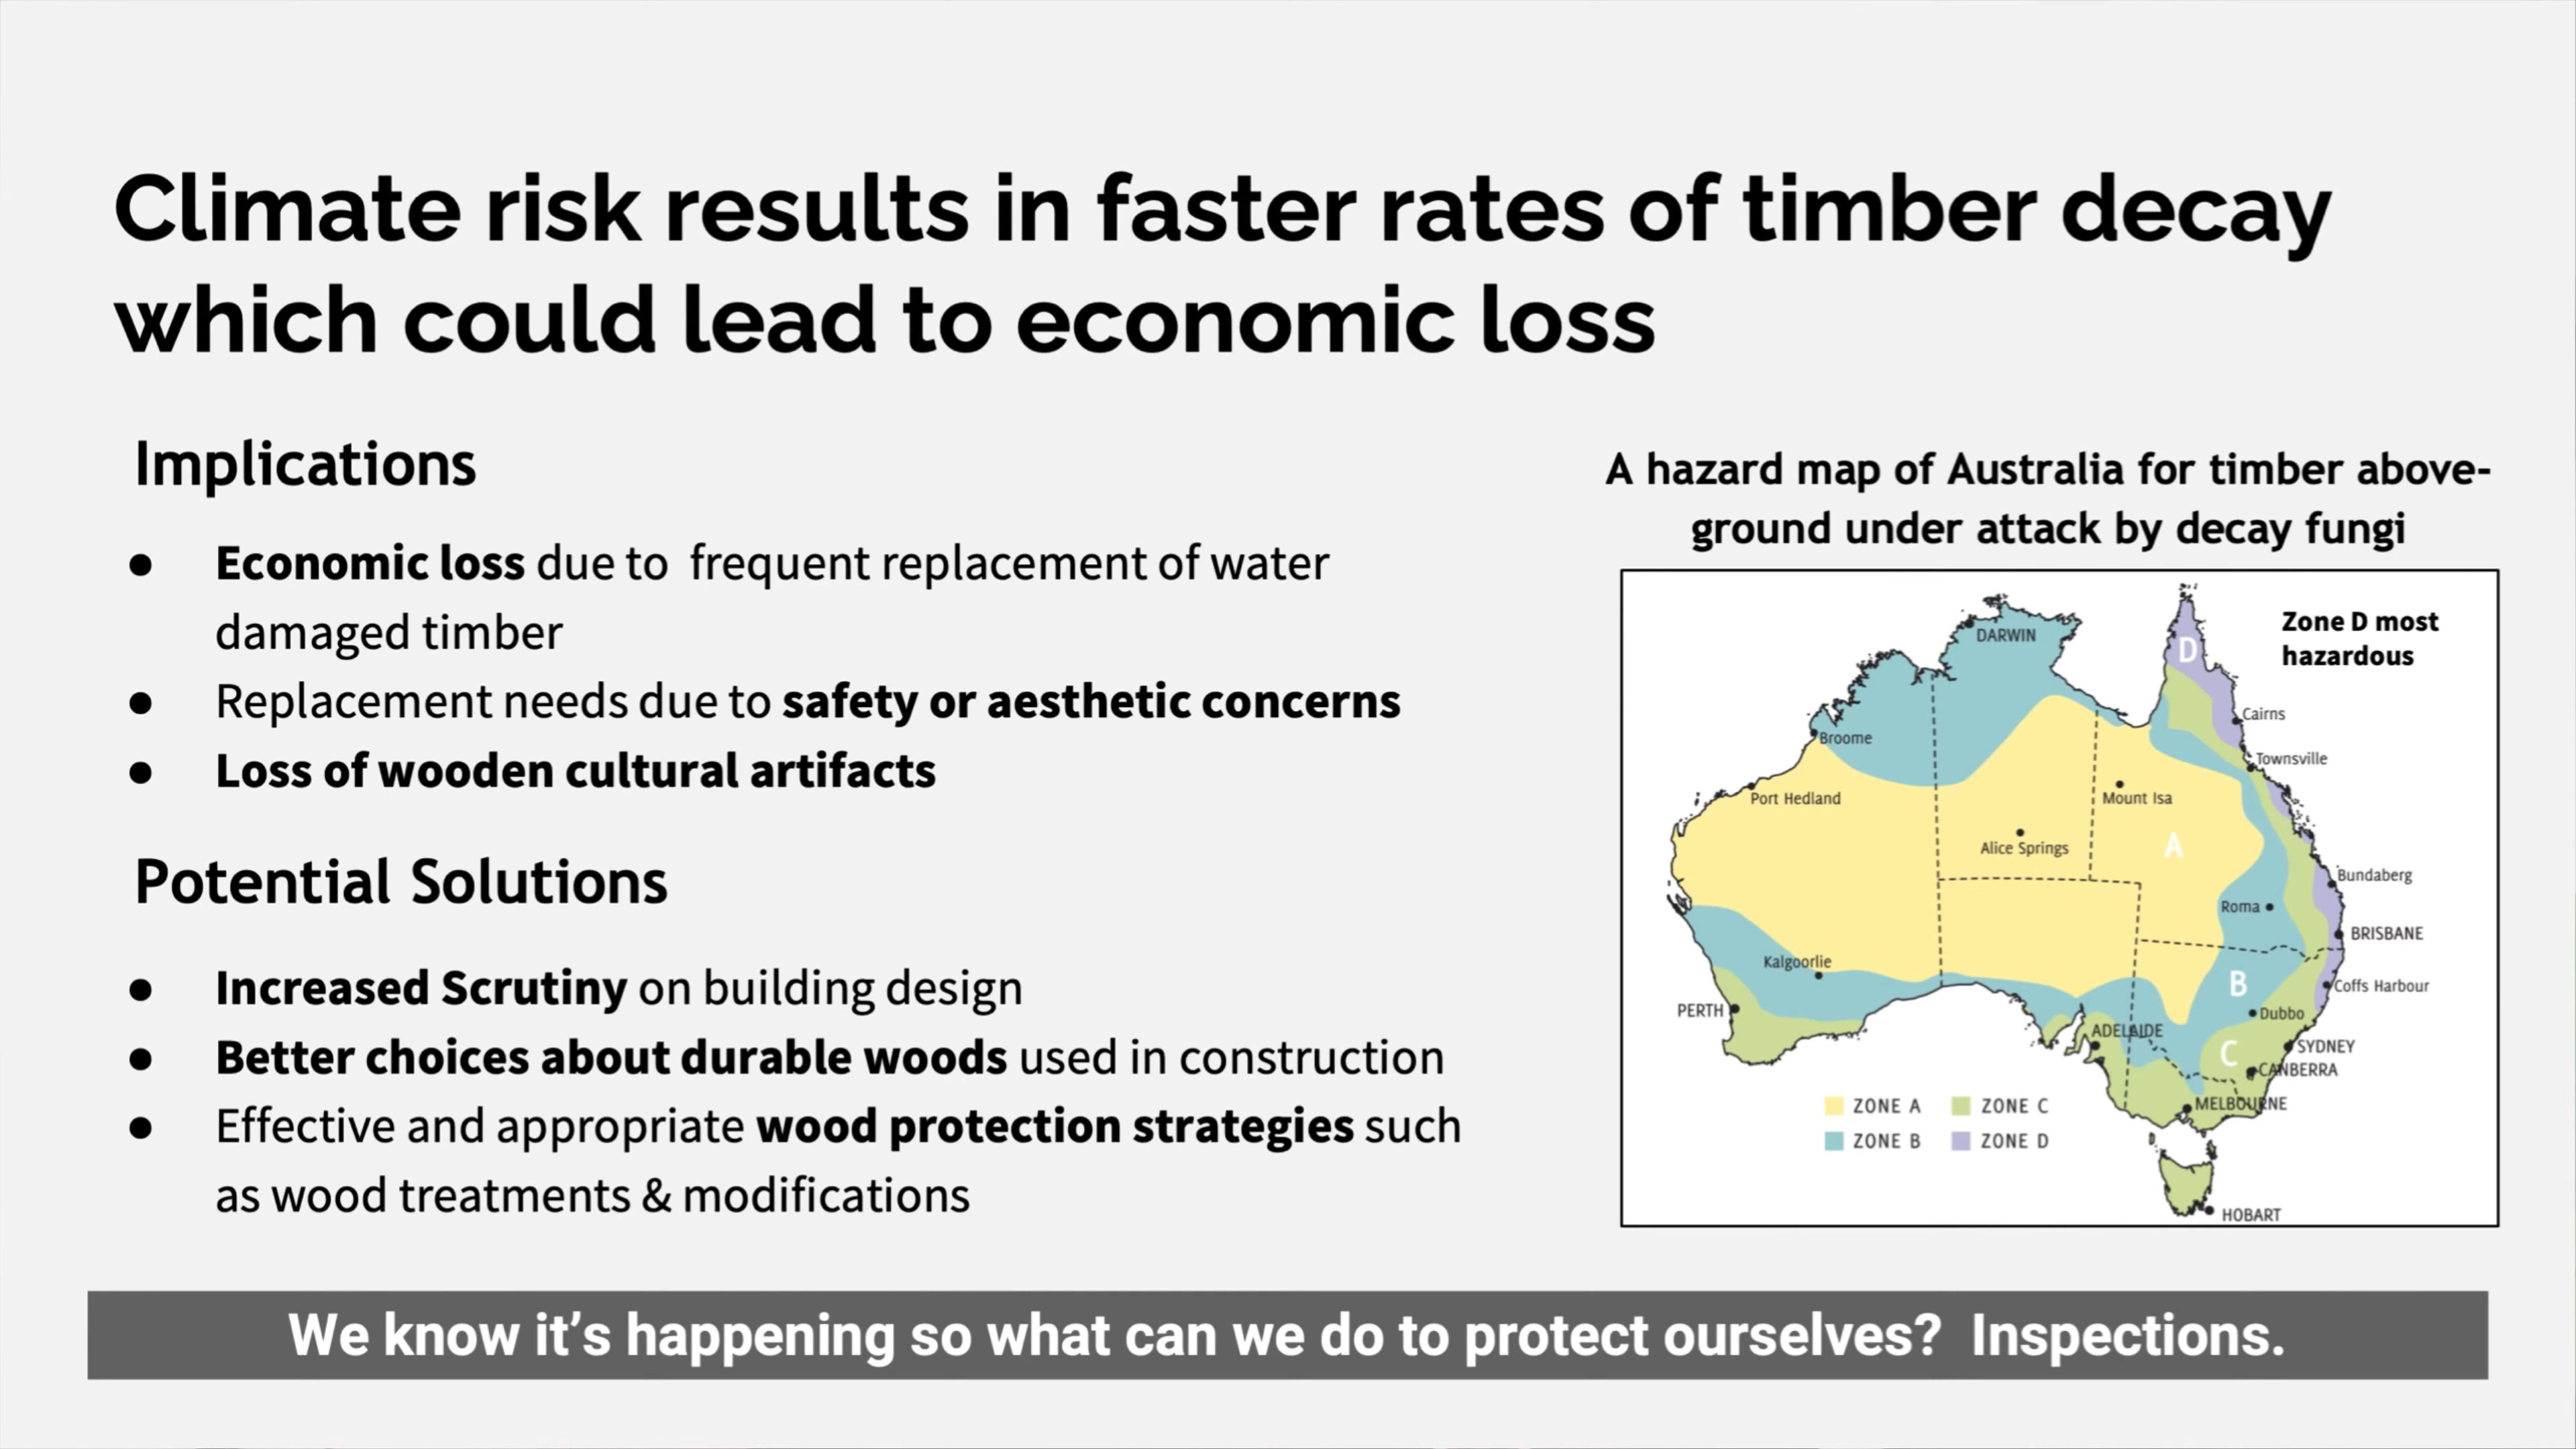 Climate risk results in faster rates of timber decay
which could lead to economic loss
Implications
● Economic loss due to  frequent replacement of water
damaged timber
● Replacement needs due to safety or aesthetic concerns
● Loss of wooden cultural artifacts
Potential Solutions
● Increased Scrutiny on building design
● Better choices about durable woods used in construction
● Effective and appropriate wood protection strategies such
as wood treatments & modifications
A hazard map of Australia for timber above-
ground under attack by decay fungi
Zone D most
hazardous
DARWIN
D
Cairns
Broome
Townsville
Port Hedland
Mount Isa
Alice Springs
A
Bundaberg
Roma
BRISBANE
Kalgoorlie
B
Coffs Harbour
PERTH
Dubbo
ADELAIDE
SYDNEY
C
CANBERRA
MELBOURNE
ZONE A
ZONE C
ZONE B
ZONE D
HOBART
We know it’s happening so what can we do to protect ourselves?  Inspections.